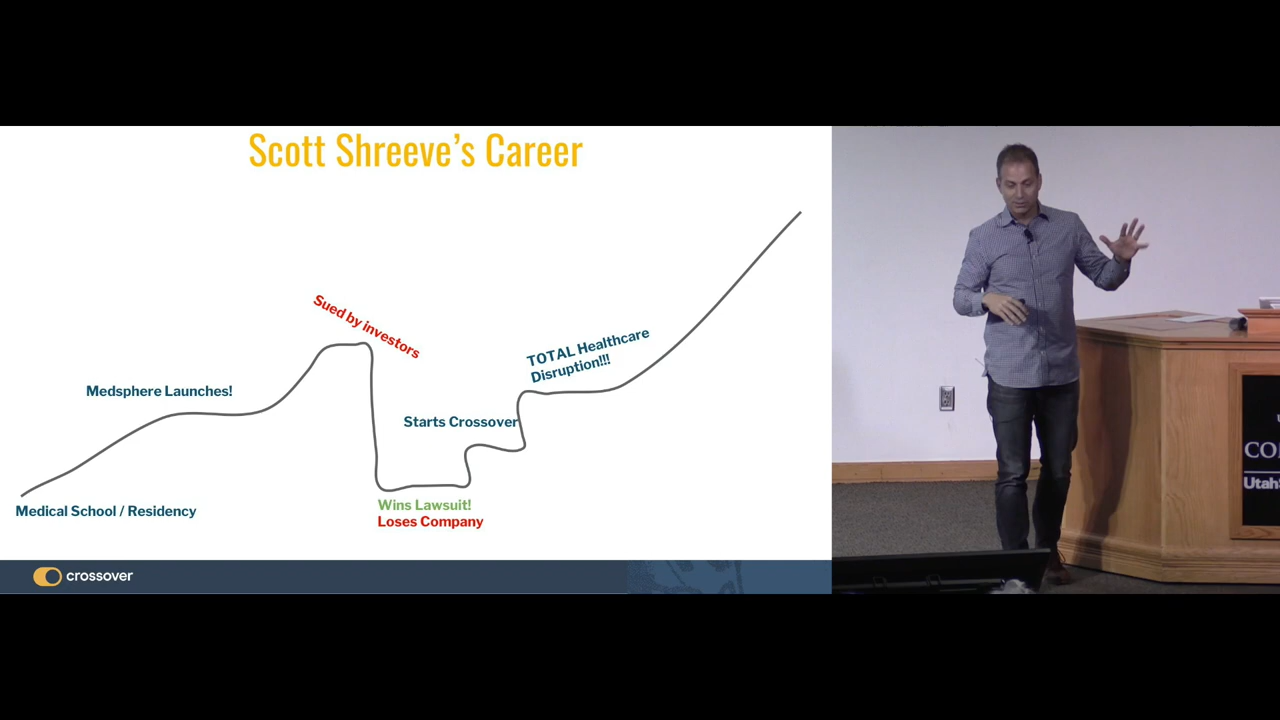 Scott Shreeve's Career
Sued by investors
TOTAL Healthcare
Disruption!!!
Medsphere Launches!
Starts Crossover
Medical School / Residency
Wins Lawsuit!
Loses Company
crossover